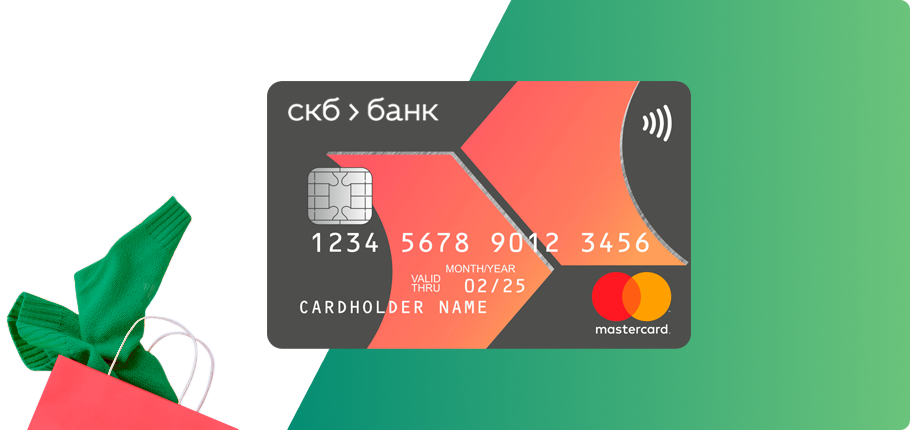 скб банк
1234 5678 9012 3456
MONTH/YEAR
VALID THRU 02/25
CARDHOLDER NAME
mastercard.